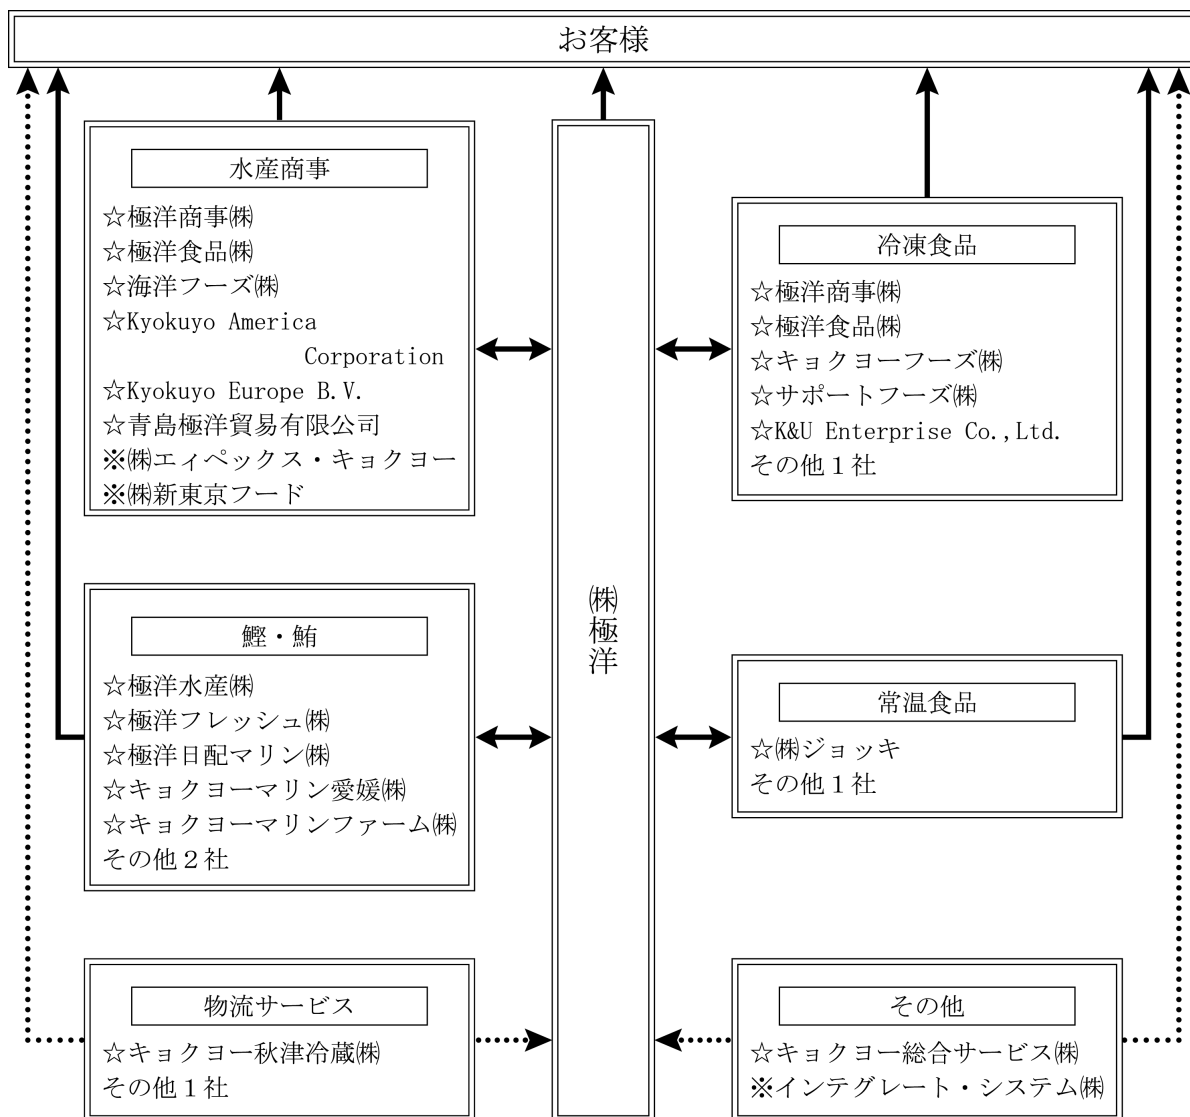 お客様
水産商事
☆極洋商事㈱
☆極洋食品㈱
☆海洋フーズ㈱
☆Kyokuyo America
Corporation
☆Kyokuyo Europe B.V.
☆青島極洋貿易有限公司
※㈱エィペックス・キョクヨー
※㈱新東京フード
鰹・鮪
☆極洋水産㈱
☆極洋フレッシュ㈱
☆極洋日配マリン㈱
☆キョクヨーマリン愛媛㈱
☆キョクヨーマリンファーム㈱
その他２社
物流サービス
☆キョクヨー秋津冷蔵㈱
その他１社
㈱極洋
冷凍食品
☆極洋商事㈱
☆極洋食品㈱
☆キョクヨーフーズ㈱
☆サポートフーズ㈱
☆K&U Enterprise Co.,Ltd.
その他１社
常温食品
☆㈱ジョッキ
その他１社
その他
☆キョクヨー総合サービス㈱
※インテグレート・システム㈱